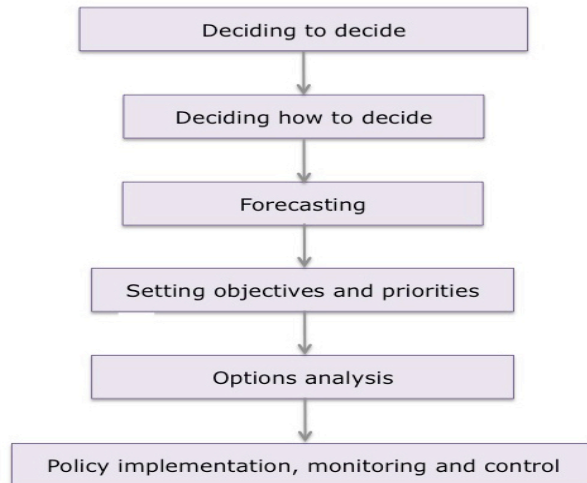 Deciding to decide
Deciding how to decide
Forecasting
Setting objectives and priorities
Options analysis
Policy implementation, monitoring and control